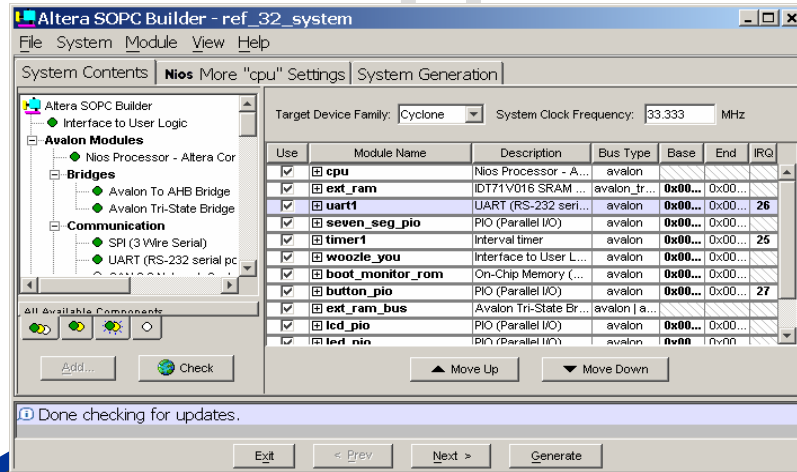 Altera SOPC Builder - ref_32_system
File System Module View Help
System Contents Nios More "cpu" Settings System Generation
Altera SOPC Builder
Interface to User Logic
Avalon Modules
Nios Processor - Altera Cor
Bridges
Avalon To AHB Bridge
Avalon Tri-State Bridge
Communication
SPI (3 Wire Serial)
UART (RS-232 serial pc
All Available Components
Add...
Check
Target Device Family: Cyclone System Clock Frequency: 33.333 MHz
Use Module Name Description Bus Type Base End IRQ
cpu Nios Processor - A... avalon
ext_ram IDT71V016 SRAM ... avalon_tr... 0x00... 0x00...
uart1 UART (RS-232 seri... avalon 0x00... 0x00... 26
seven_seg_pio PIO (Parallel I/O) avalon 0x00... 0x00...
timer1 Interval timer avalon 0x00... 0x00... 25
woozle_you Interface to User L... avalon 0x00... 0x00...
boot_monitor_rom On-Chip Memory (... avalon 0x00... 0x00...
button_pio PIO (Parallel I/O) avalon 0x00... 0x00... 27
ext_ram_bus Avalon Tri-State Br... avalon | a...
lcd_pio PIO (Parallel I/O) avalon 0x00... 0x00...
led_pio PIO (Parallel I/O) avalon 0x00... 0x00...
Move Up Move Down
Done checking for updates.
Exit < Prev Next > Generate